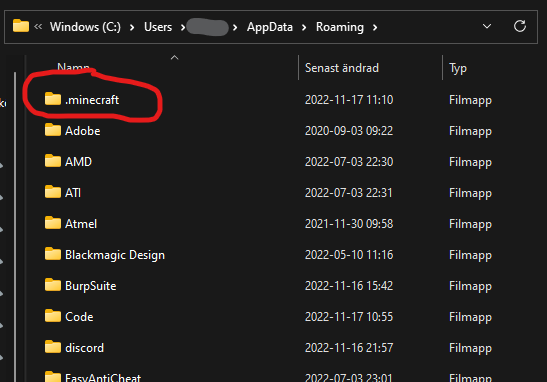 « Windows (C:) > Users > AppData > Roaming >
Namn Senast ändrad Typ
.minecraft 2022-11-17 11:10 Filmapp
Adobe 2020-09-03 09:22 Filmapp
AMD 2022-07-03 22:30 Filmapp
ATI 2022-07-03 22:31 Filmapp
Atmel 2021-11-30 09:58 Filmapp
Blackmagic Design 2022-05-10 11:16 Filmapp
BurpSuite 2022-11-16 15:42 Filmapp
Code 2022-11-17 10:55 Filmapp
discord 2022-11-16 21:57 Filmapp
EasyAntiCheat 2022-07-03 23:01 Filmapp